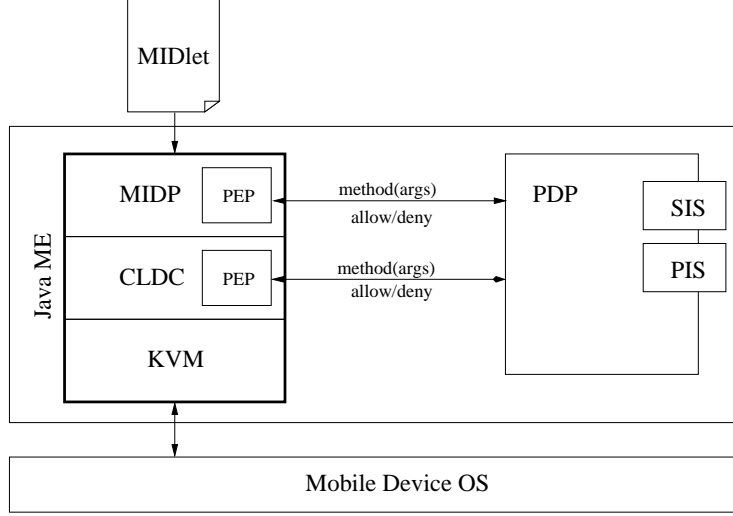 MIDlet
Java ME
MIDP
PEP
method(args)
allow/deny
PDP
SIS
CLDC
PEP
method(args)
allow/deny
PIS
KVM
Mobile Device OS